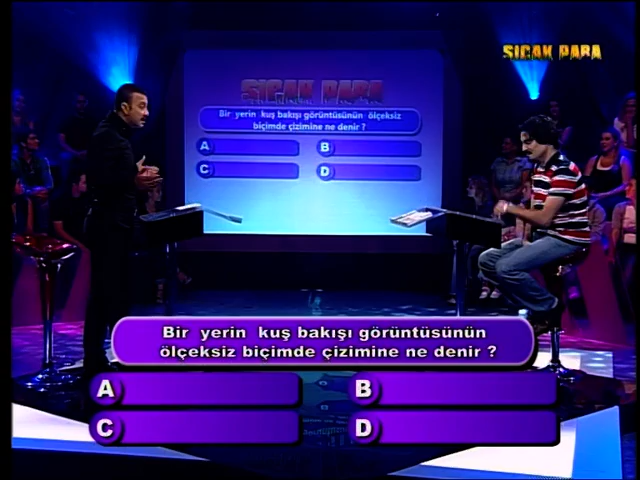 SICAK PARA
SICAK PARA
Bir yerin kuş bakışı görüntüsünün ölçeksiz
biçimde çizimine ne denir ?
A
B
C
D
Bir yerin kuş bakışı görüntüsünün
ölçeksiz biçimde çizimine ne denir ?
A
B
C
D